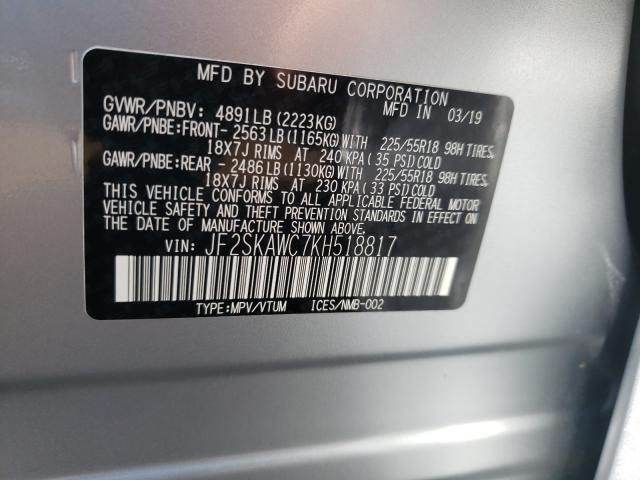 MFD BY SUBARU CORPORATION
GVWR/PNBV: 4891LB (2223KG) MFD IN 03/19
GAWR/PNBE:FRONT- 2563LB(1165KG)WITH 225/55R18 98H TIRES,
18X7J RIMS AT 240 KPA ( 35 PSI) COLD
GAWR/PNBE:REAR - 2486LB(1130KG)WITH 225/55R18 98H TIRES,
18X7J RIMS AT 230 KPA ( 33 PSI) COLD
THIS VEHICLE CONFORMS TO ALL APPLICABLE FEDERAL MOTOR
VEHICLE SAFETY AND THEFT PREVENTION STANDARDS IN EFFECT ON
THE DATE OF MANUFACTURE SHOWN ABOVE.
VIN: JF2SKAWC7KH518817
TYPE:MPV/VTUM ICES/NMB-002